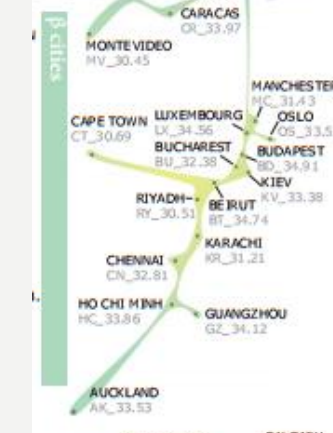 CARACAS
CR_33.97
MONTEVIDEO
MV_30.45
β cities
MANCHESTER
MC_31.43
LUXEMBOURG
LX_34.56
OSLO
OS_33.5
CAPE TOWN
CT_30.69
BUCHAREST
BU_32.38
BUDAPEST
BD_34.91
KIEV
KV_33.38
RIYADH
RY_30.51
BEIRUT
BT_34.74
KARACHI
KR_31.21
CHENNAI
CN_32.81
HO CHI MINH
HC_33.86
GUANGZHOU
GZ_34.12
AUCKLAND
AK_33.53